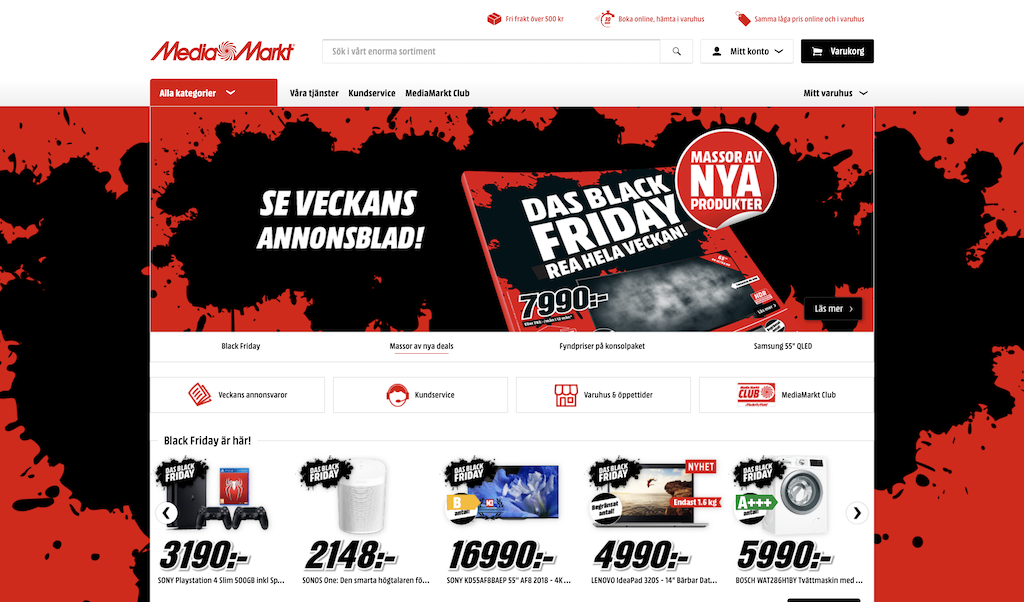 Fri frakt över 500 kr
30
Boka online, hämta i varuhus
Samma låga pris online och i varuhus
MediaMarkt
Sök i vårt enorma sortiment
Mitt konto
Varukorg
Alla kategorier
Våra tjänster
Kundservice
MediaMarkt Club
Mitt varuhus
SE VECKANS
ANNONSBLAD!
MASSOR AV
NYA
PRODUKTER
DAS BLACK
FRIDAY
REA HELA VECKAN!
7990:-
Läs mer
Black Friday
Massor av nya deals
Fyndpriser på konsolpaket
Samsung 55" QLED
Veckans annonsvaror
Kundservice
Varuhus & öppettider
Media Markt
CLUB
MediaMarkt Club
Black Friday är här!
DAS BLACK
FRIDAY
DAS BLACK
FRIDAY
DAS BLACK
FRIDAY
B
antal!
DAS BLACK
FRIDAY
NYHET
Begränsat
antal!
Endast 1.6 kg
DAS BLACK
FRIDAY
A+++
antal!
3190:-
2148:-
16990:-
4990:-
5990:-
SONY Playstation 4 Slim 500GB inkl Sp...
SONOS One: Den smarta högtalaren fö...
SONY KD55AF8BAEP 55" AF8 2018 - 4K ...
LENOVO IdeaPad 320S - 14" Bärbar Dat...
BOSCH WAT286H1BY Tvättmaskin med ...